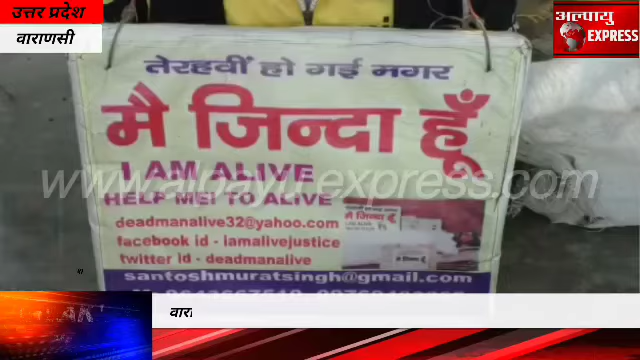 उत्तर प्रदेश
वाराणसी
अल्पायु
EXPRESS
तेरहवीं हो गई मगर
मै जिन्दा हूँ
I AM ALIVE
www.alpayuexpress.com
HELP MEI TO ALIVE
deadmanalive32@yahoo.com
facebook id - iamalivejustice
twitter id - deadmanalive
मै जिन्दा हूँ
santoshmuratsingh@gmail.com
वारा